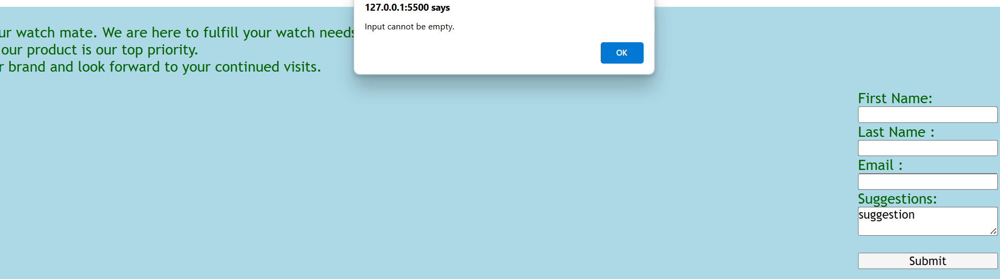 127.0.0.1:5500 says
Input cannot be empty.
OK
ur watch mate. We are here to fulfill your watch needs
our product is our top priority.
r brand and look forward to your continued visits.
First Name:
Last Name :
Email :
Suggestions:
suggestion
Submit